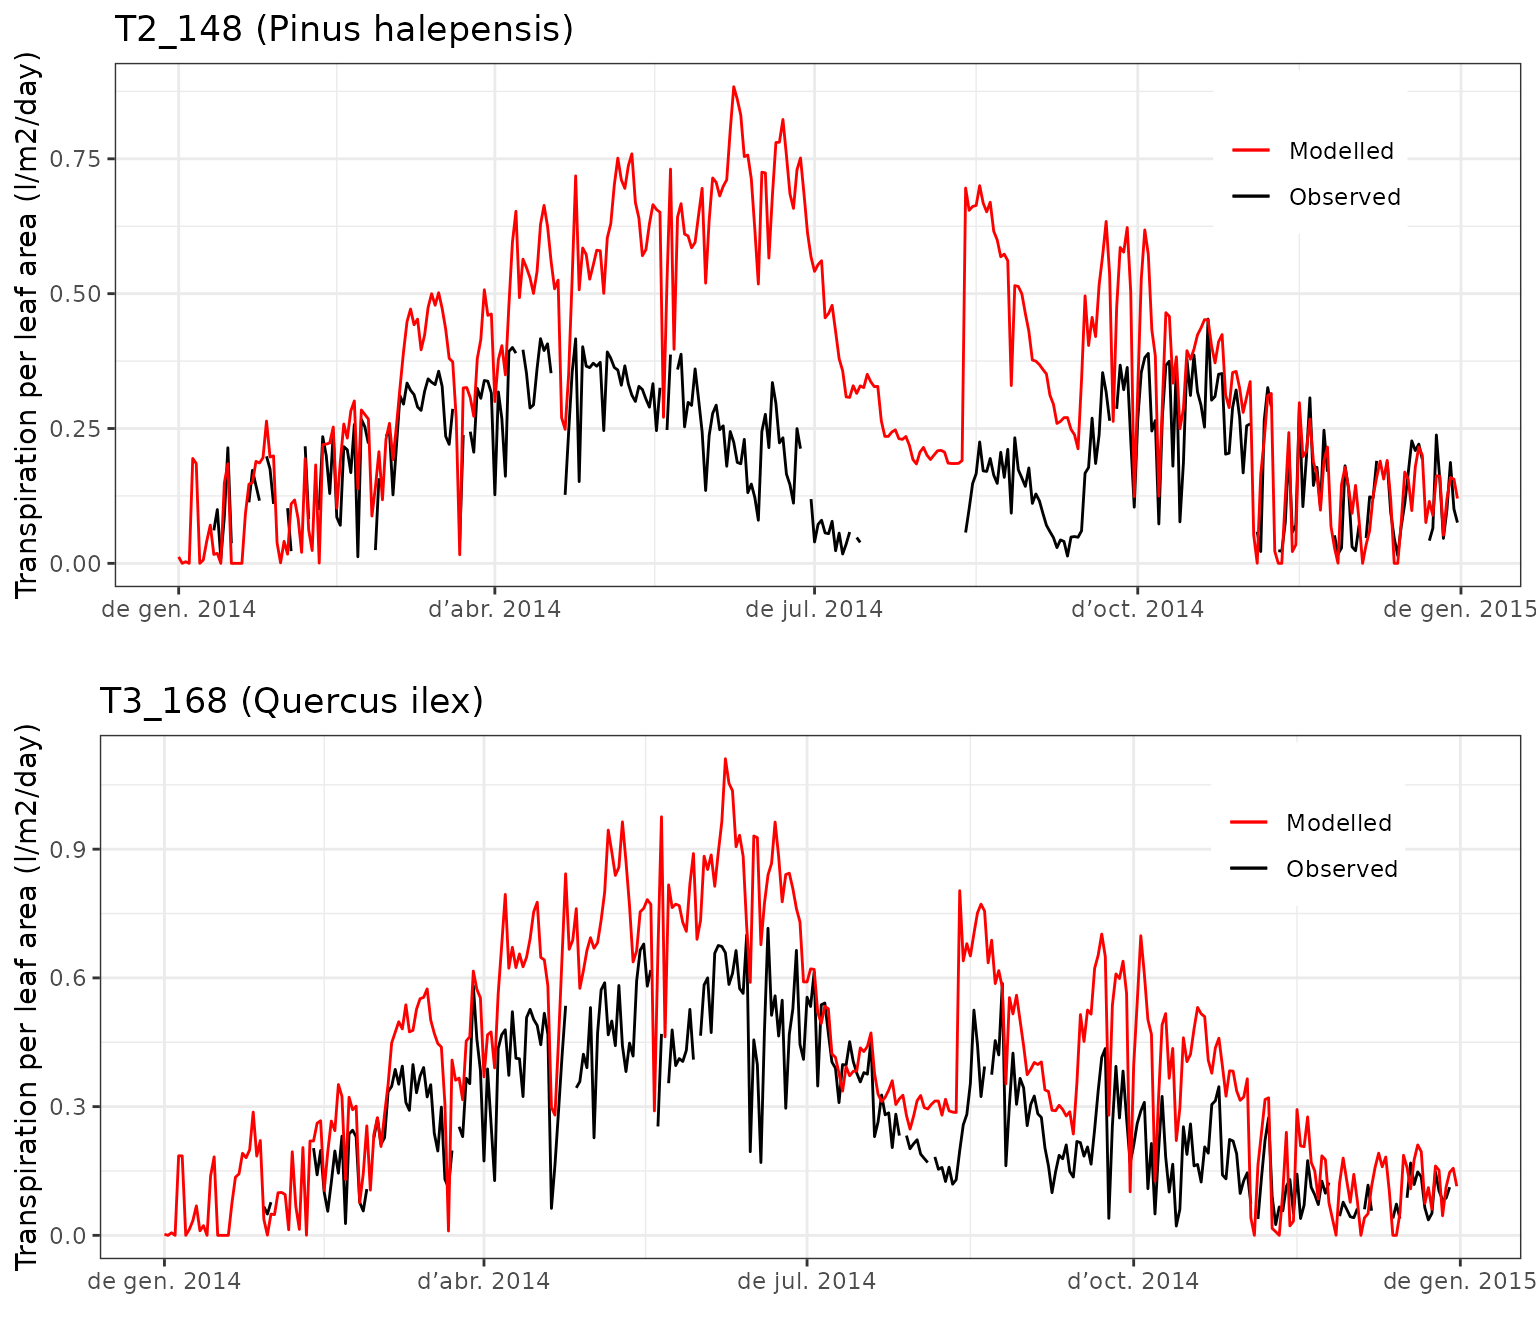 T2_148 (Pinus halepensis)
Transpiration per leaf area (l/m2/day)
0.75
0.50
0.25
0.00
Modelled
Observed
de gen. 2014
d’abr. 2014
de jul. 2014
d’oct. 2014
de gen. 2015
T3_168 (Quercus ilex)
Transpiration per leaf area (l/m2/day)
0.9
0.6
0.3
0.0
Modelled
Observed
de gen. 2014
d’abr. 2014
de jul. 2014
d’oct. 2014
de gen. 2015